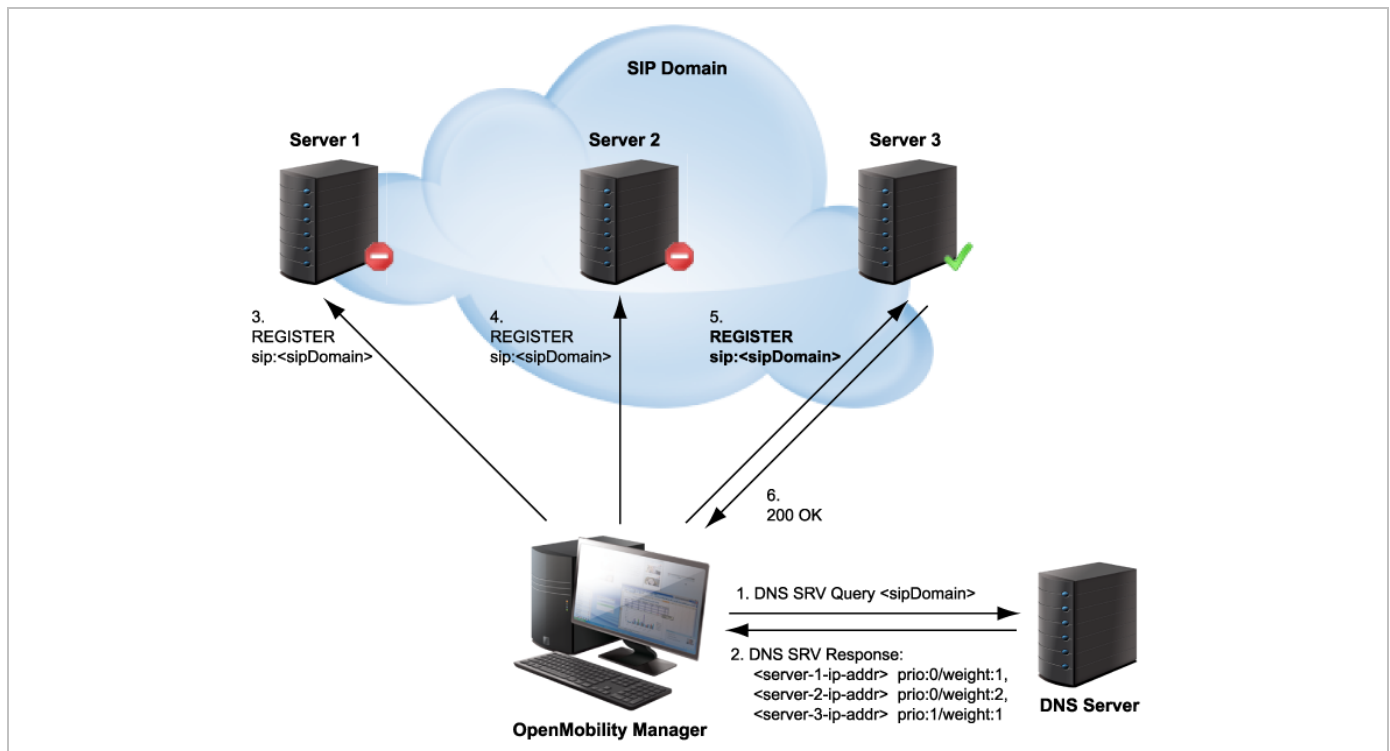 SIP Domain
Server 1
Server 2
Server 3
3.
REGISTER
sip:<sipDomain>
4.
REGISTER
sip:<sipDomain>
5.
REGISTER
sip:<sipDomain>
6.
200 OK
1. DNS SRV Query <sipDomain>
2. DNS SRV Response:
<server-1-ip-addr> prio:0/weight:1,
<server-2-ip-addr> prio:0/weight:2,
<server-3-ip-addr> prio:1/weight:1
DNS Server
OpenMobility Manager